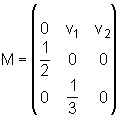 M = ( 0 v₁ v₂
1/2 0 0
0 1/3 0 )